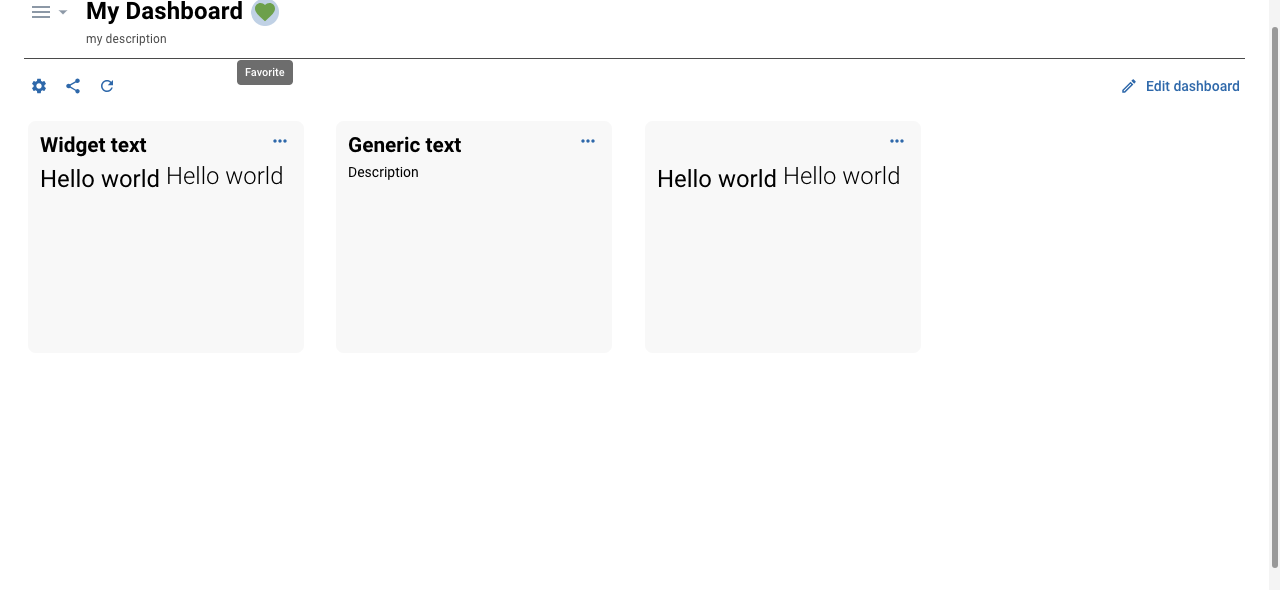 My Dashboard
my description
Favorite
Edit dashboard
Widget text
Hello world Hello world
Generic text
Description
Hello world Hello world